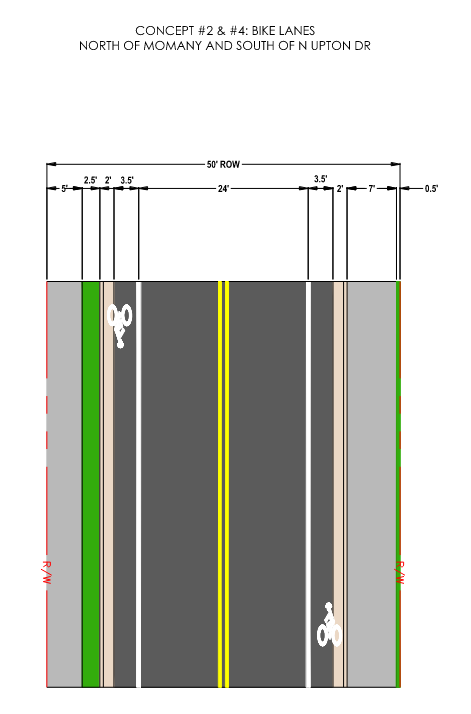 CONCEPT #2 & #4: BIKE LANES
NORTH OF MOMANY AND SOUTH OF N UPTON DR
50' ROW
5' 2.5' 2' 3.5' 24' 3.5' 2' 7' 0.5'
R/W R/W